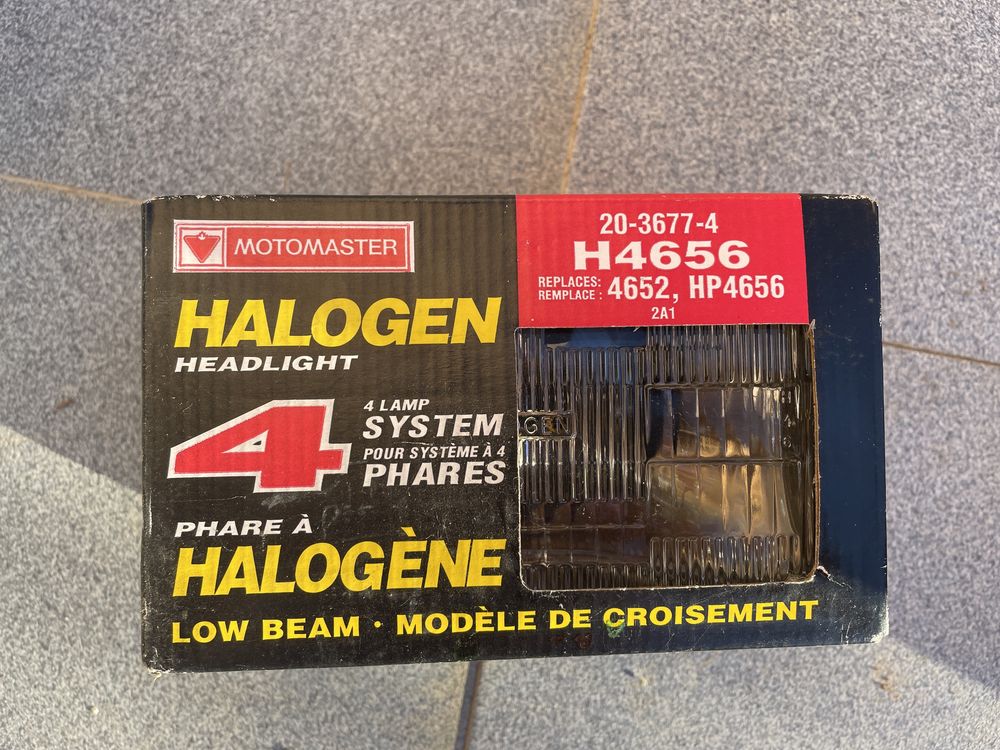 MOTOMASTER
20-3677-4
H4656
REPLACES:
REMPLACE : 4652, HP4656
2A1
HALOGEN
HEADLIGHT
4
4 LAMP
SYSTEM
POUR SYSTÈME À 4
PHARES
GEN
PHARE À
HALOGÈNE
LOW BEAM · MODÈLE DE CROISEMENT